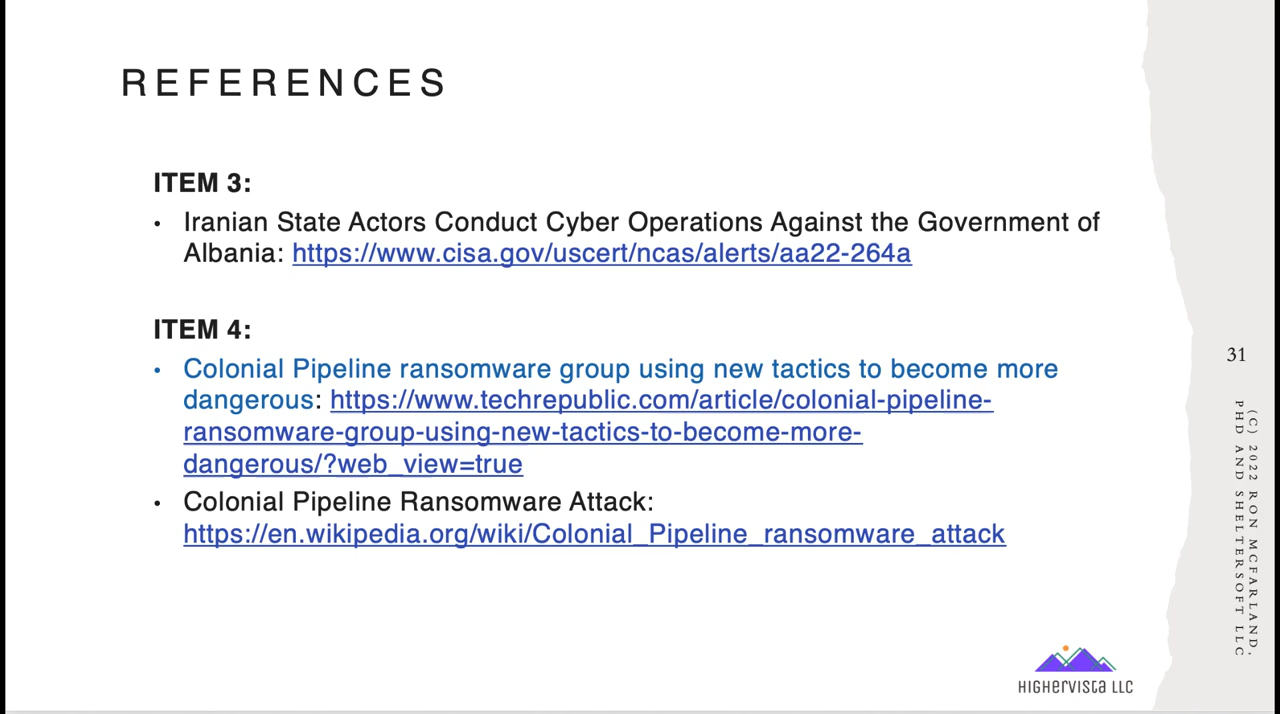 REFERENCES
ITEM 3:
• Iranian State Actors Conduct Cyber Operations Against the Government of
Albania: https://www.cisa.gov/uscert/ncas/alerts/aa22-264a
ITEM 4:
• Colonial Pipeline ransomware group using new tactics to become more
dangerous: https://www.techrepublic.com/article/colonial-pipeline-
ransomware-group-using-new-tactics-to-become-more-
dangerous/?web_view=true
• Colonial Pipeline Ransomware Attack:
https://en.wikipedia.org/wiki/Colonial_Pipeline_ransomware_attack
31
(C) 2022 RON MCFARLAND,
PHD AND SHELTERSOFT LLC
HIGHerVISTa LLC